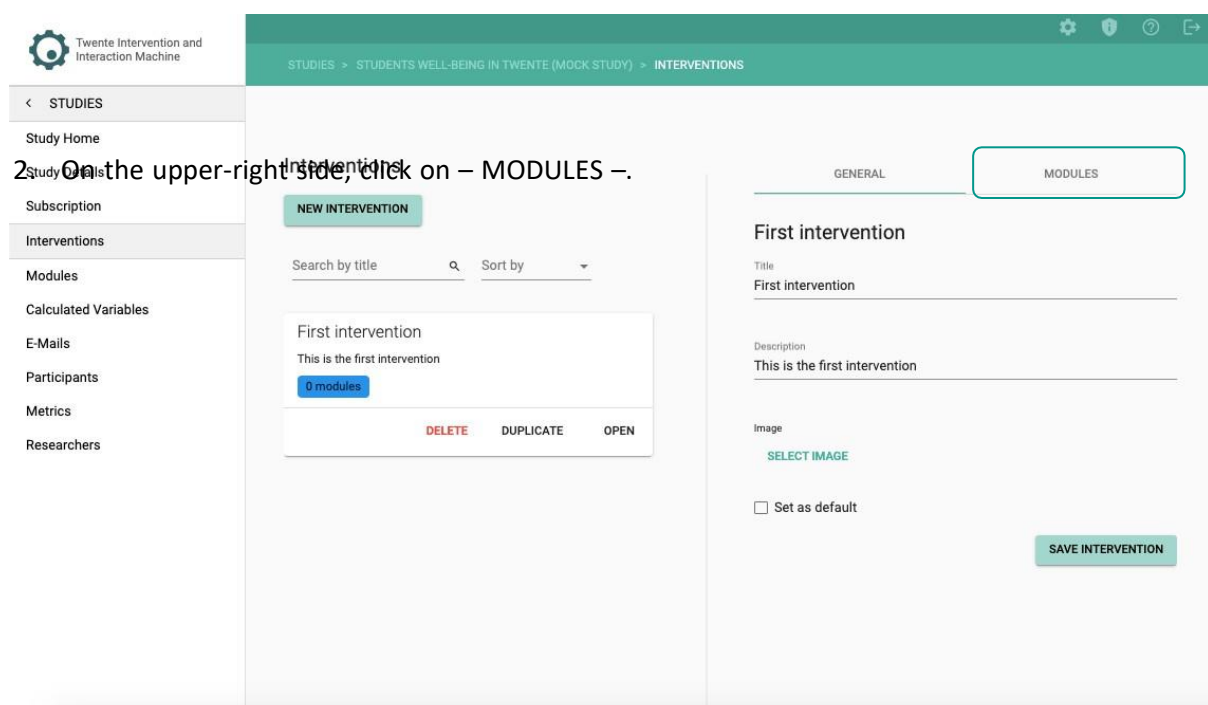 Twente Intervention and
Interaction Machine
STUDIES > STUDENTS WELL-BEING IN TWENTE (MOCK STUDY) > INTERVENTIONS
< STUDIES
Study Home
Study Details
Subscription
Interventions
Modules
Calculated Variables
E-Mails
Participants
Metrics
Researchers
2. On the upper-right side, click on – MODULES –.
Interventions
NEW INTERVENTION
Search by title
Sort by
First intervention
This is the first intervention
0 modules
DELETE DUPLICATE OPEN
GENERAL MODULES
First intervention
Title
First intervention
Description
This is the first intervention
Image
SELECT IMAGE
Set as default
SAVE INTERVENTION